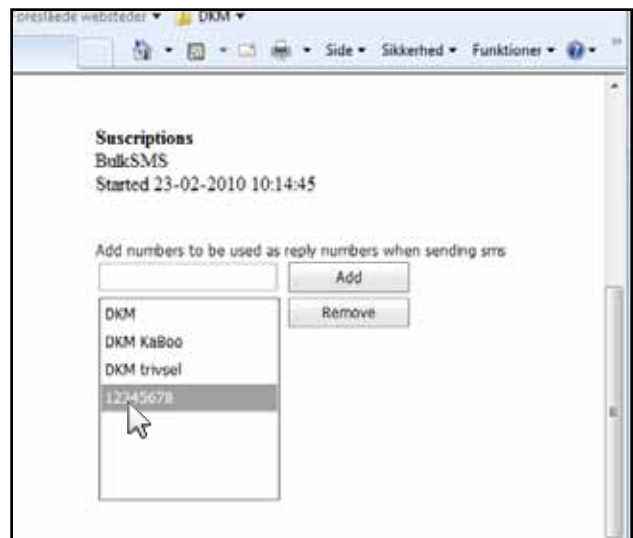 Foreslåede websteder DKM
Side Sikkerhed Funktioner
Suscriptions
BulkSMS
Started 23-02-2010 10:14:45
Add numbers to be used as reply numbers when sending sms
Add
DKM Remove
DKM KaBoo
DKM trivsel
12345678